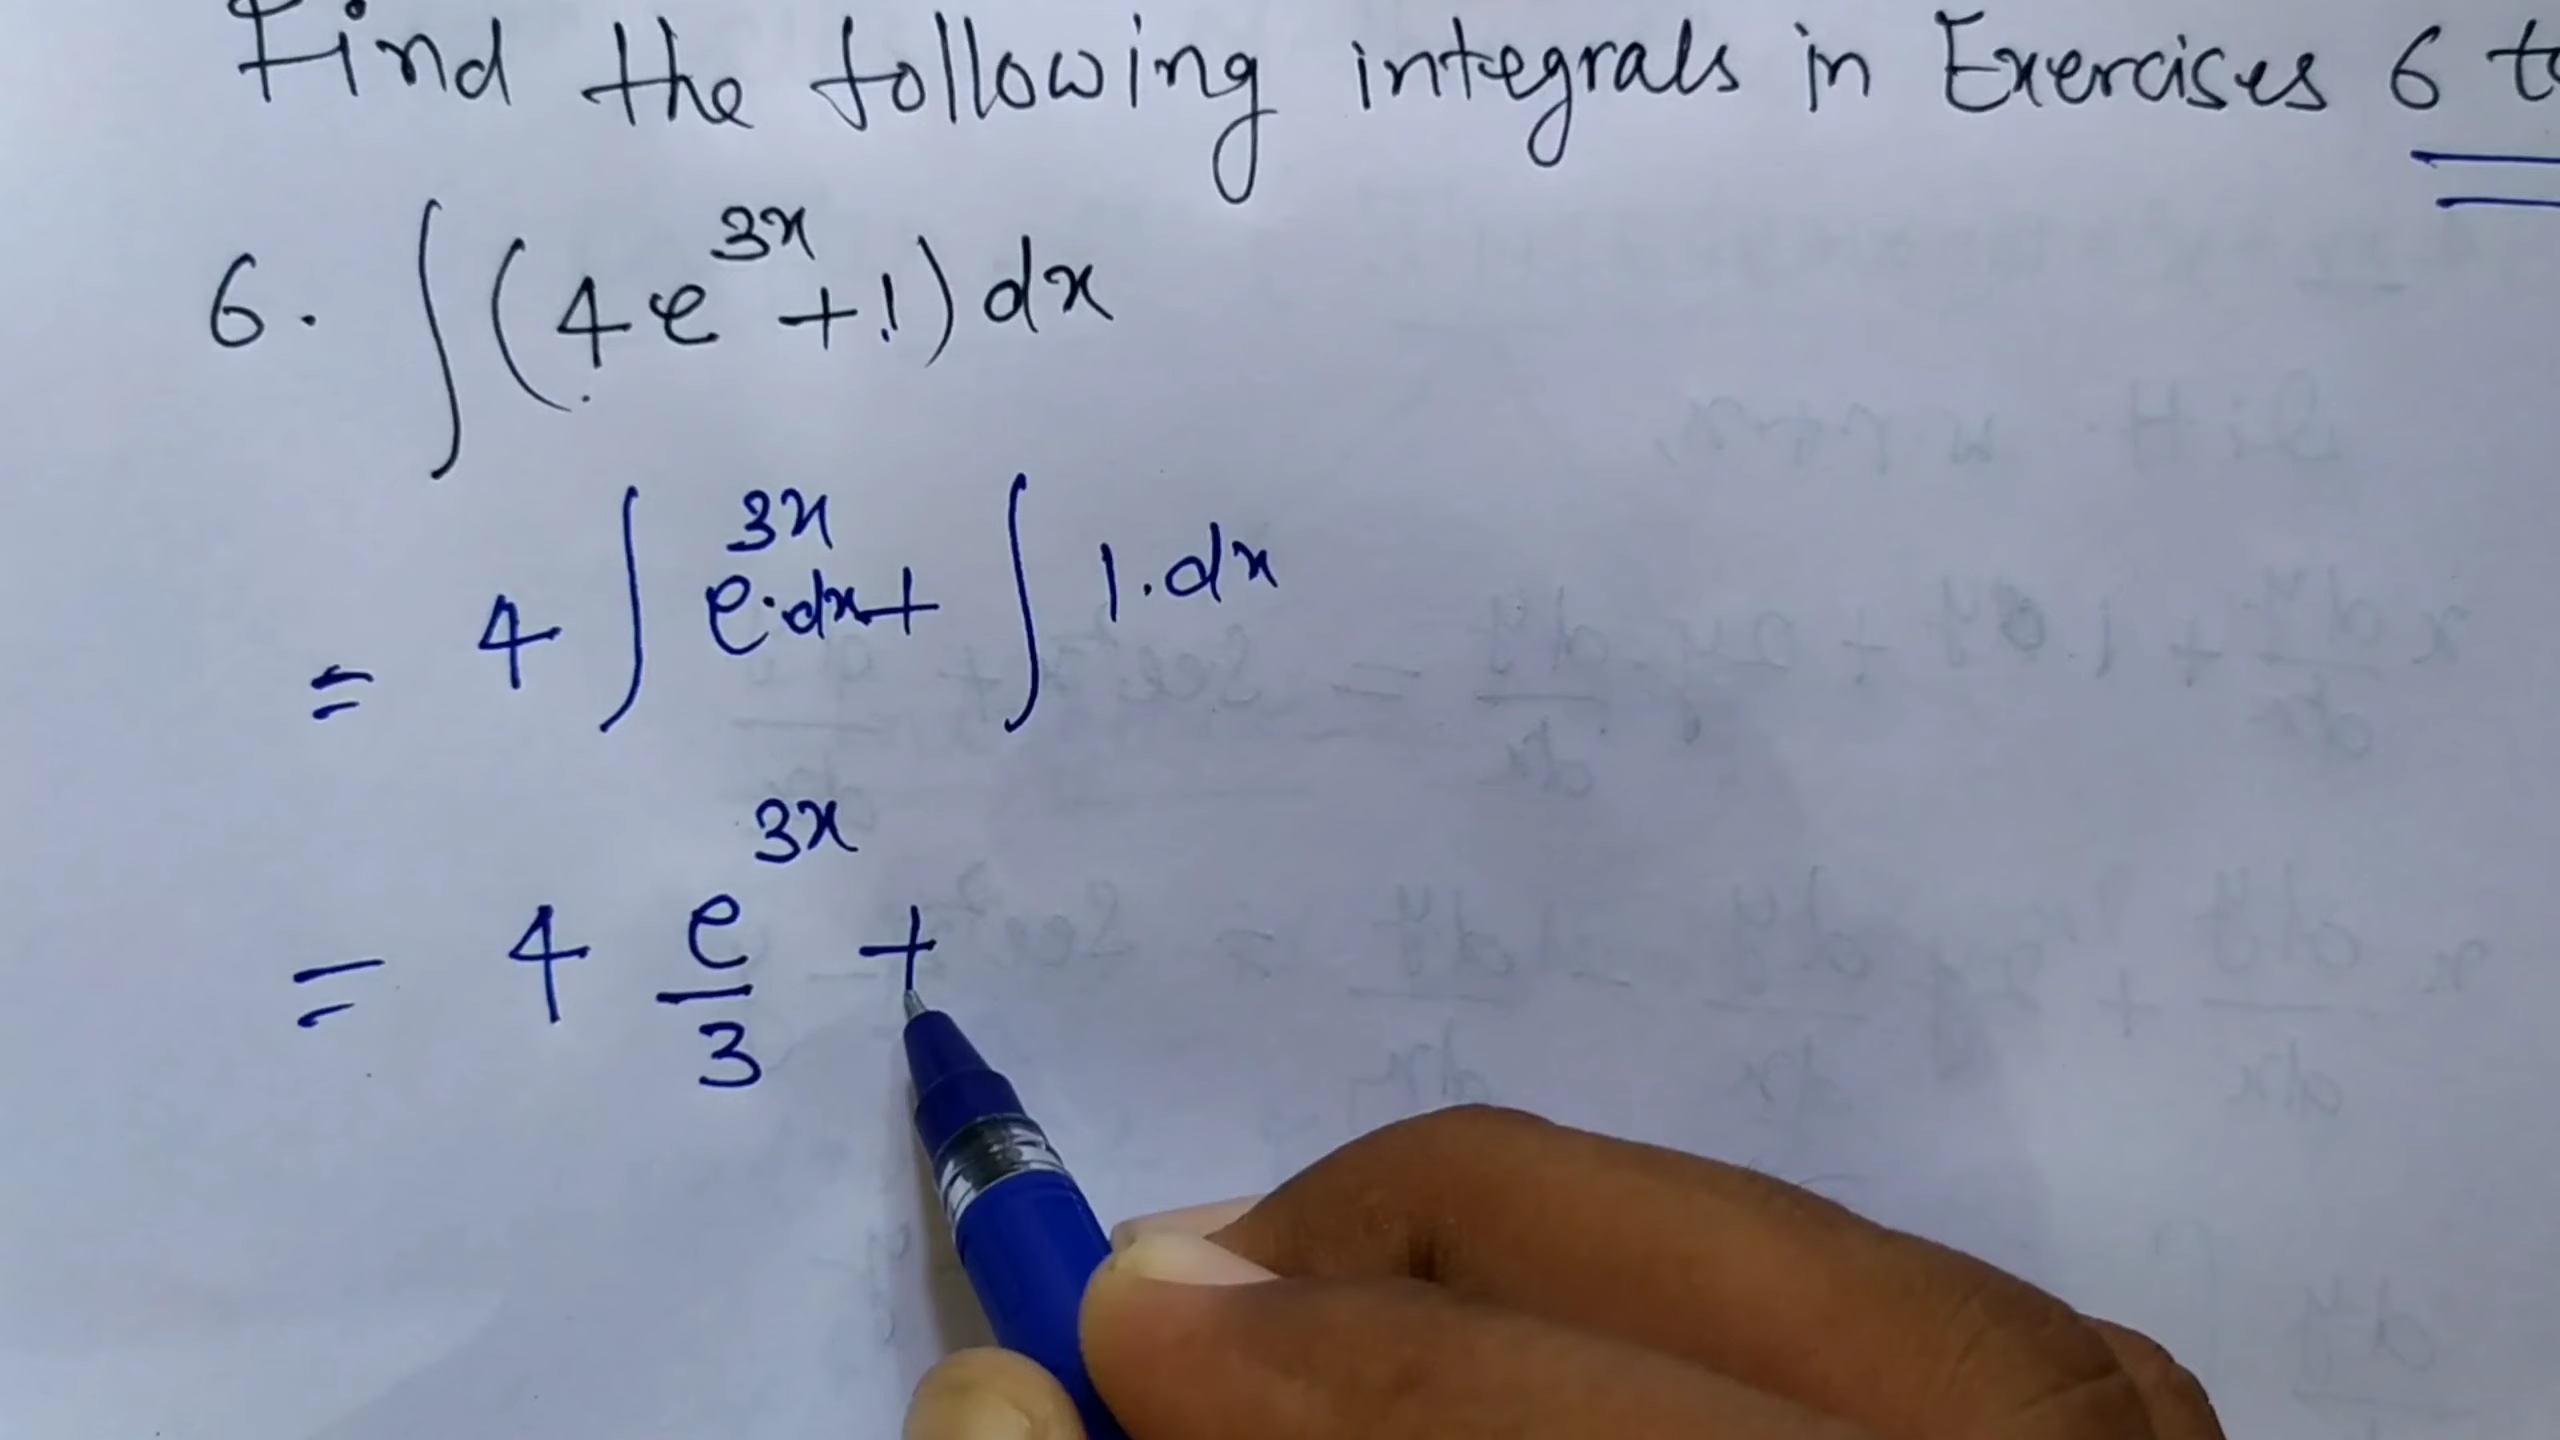 Find the following integrals in Exercises 6 to
6. ∫(4e^{3x}+1)dx
= 4∫e^{3x}.dx+∫1.dx
= 4 e^{3x}/3 +